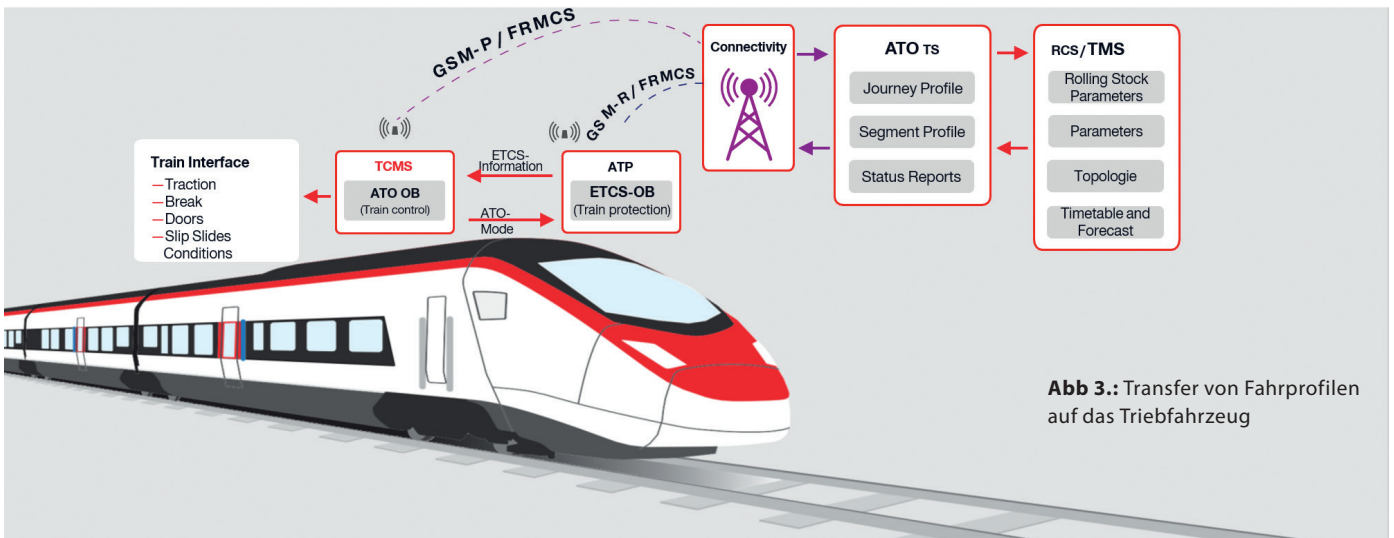 GSM-P / FRMCS
GSM-R/ FRMCS
Train Interface
— Traction
— Break
— Doors
— Slip Slides
Conditions
TCMS
ATO OB
(Train control)
ETCS-
Information
ATO-
Mode
ATP
ETCS-OB
(Train protection)
Connectivity
ATO TS
Journey Profile
Segment Profile
Status Reports
RCS/TMS
Rolling Stock
Parameters
Parameters
Topologie
Timetable and
Forecast
Abb 3.: Transfer von Fahrprofilen
auf das Triebfahrzeug